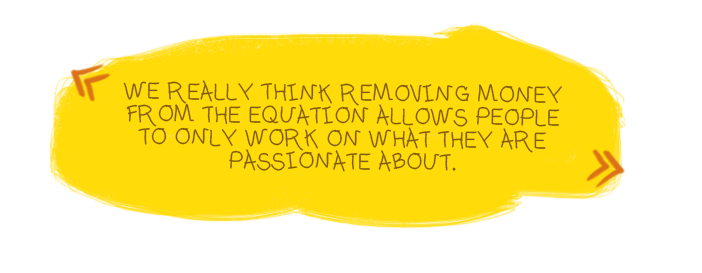 WE REALLY THINK REMOVING MONEY
FROM THE EQUATION ALLOWS PEOPLE
TO ONLY WORK ON WHAT THEY ARE
PASSIONATE ABOUT.